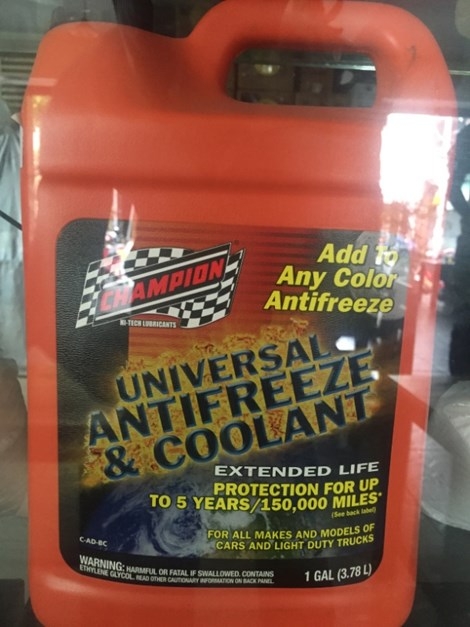 CHAMPION
HI-TECH LUBRICANTS
Add To
Any Color
Antifreeze
UNIVERSAL
ANTIFREEZE
& COOLANT
EXTENDED LIFE
PROTECTION FOR UP
TO 5 YEARS/150,000 MILES*
(See back label)
FOR ALL MAKES AND MODELS OF
CARS AND LIGHT DUTY TRUCKS
C-AD-BC
WARNING: HARMFUL OR FATAL IF SWALLOWED. CONTAINS
ETHYLENE GLYCOL. READ OTHER CAUTIONARY INFORMATION ON BACK PANEL.
1 GAL (3.78 L)